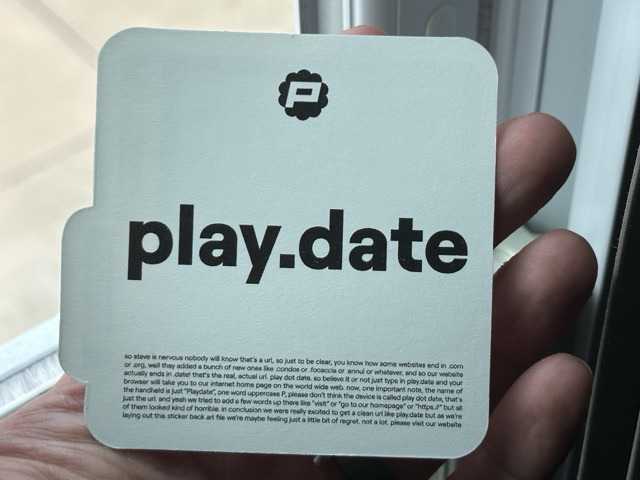 P
play.date
so steve is nervous nobody will know that's a url, so just to be clear, you know how some websites end in .com
or .org, well they added a bunch of new ones like .condos or .focaccia or .ennui or whatever, and so our website
actually ends in .date! that's the real, actual url. play dot date. so believe it or not just type in play.date and your
browser will take you to our internet home page on the world wide web. now, one important note, the name of
the handheld is just "Playdate", one word uppercase P, please don't think the device is called play dot date, that's
just the url. and yeah we tried to add a few words up there like "visit" or "go to our homepage" or "https://" but all
of them looked kind of horrible. in conclusion we were really excited to get a clean url like play.date but as we're
laying out this sticker back art file we're maybe feeling just a little bit of regret. not a lot. please visit our website